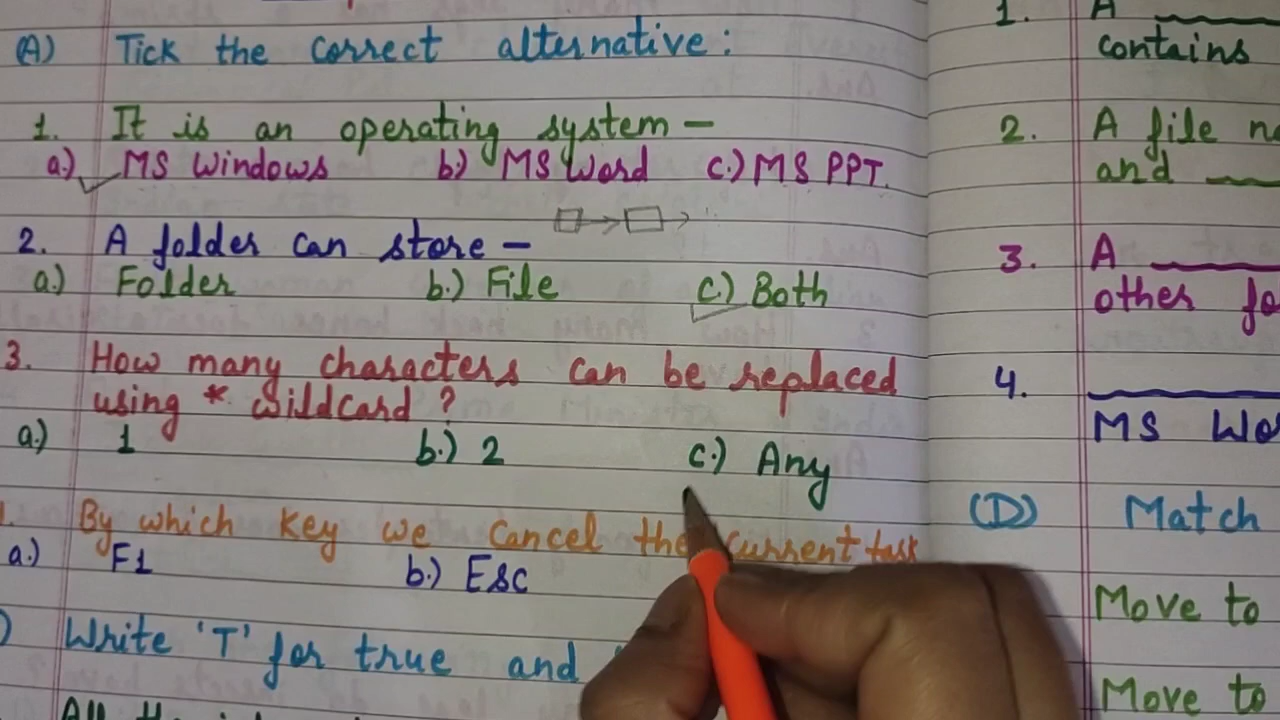 (A) Tick the correct alternative:
1. It is an operating system –
a.) MS Windows b.) MS Word c.) MS PPT.
2. A folder can store –
a.) Folder b.) File c.) Both
3. How many characters can be replaced
using * wildcard ?
a.) 1 b.) 2 c.) Any
By which key we cancel the current task
a.) F1 b.) Esc
) Write 'T' for true and
All the
1. A
contains
2. A file
and
3. A
other
4.
MS
(D) Match
Move to
Move to